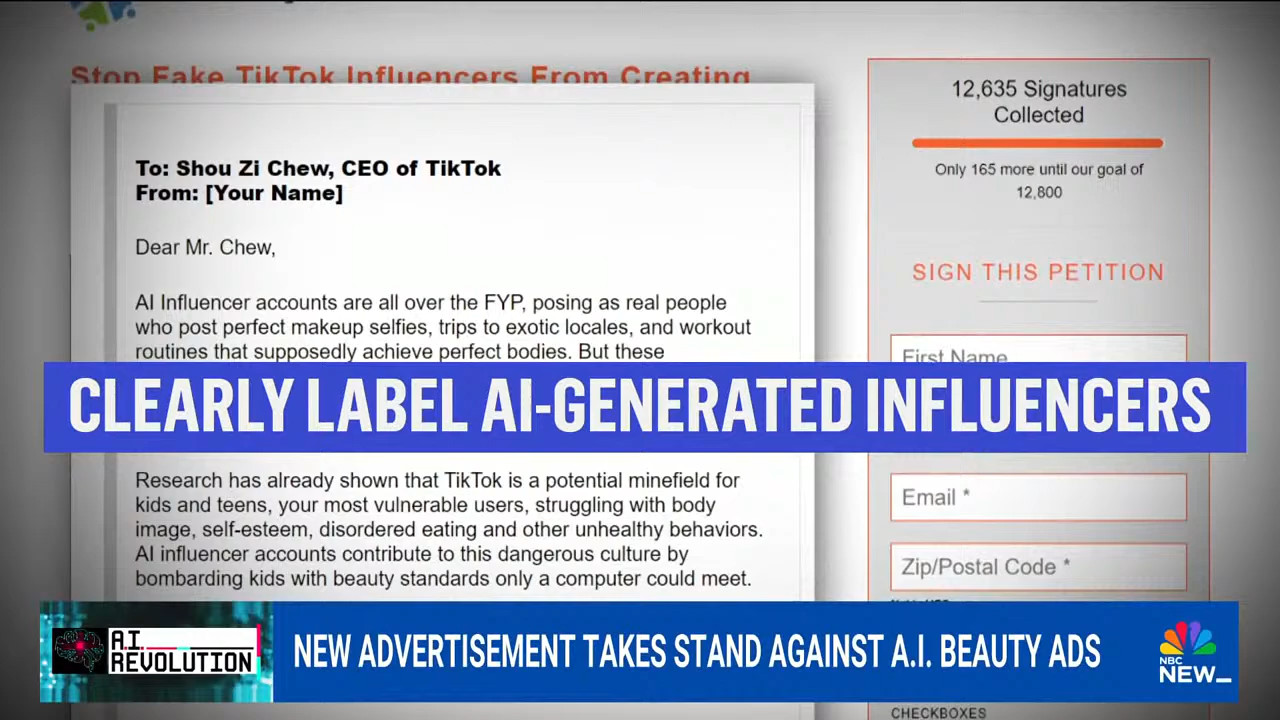 Stop Fake TikTok Influencers From Creating
To: Shou Zi Chew, CEO of TikTok
From: [Your Name]
Dear Mr. Chew,
AI Influencer accounts are all over the FYP, posing as real people
who post perfect makeup selfies, trips to exotic locales, and workout
routines that supposedly achieve perfect bodies. But these
CLEARLY LABEL AI-GENERATED INFLUENCERS
Research has already shown that TikTok is a potential minefield for
kids and teens, your most vulnerable users, struggling with body
image, self-esteem, disordered eating and other unhealthy behaviors.
AI influencer accounts contribute to this dangerous culture by
bombarding kids with beauty standards only a computer could meet.
12,635 Signatures
Collected
Only 165 more until our goal of
12,800
SIGN THIS PETITION
First Name
Email *
Zip/Postal Code *
CHECKBOXES
A.I.
REVOLUTION
NEW ADVERTISEMENT TAKES STAND AGAINST A.I. BEAUTY ADS
NBC
NEW_